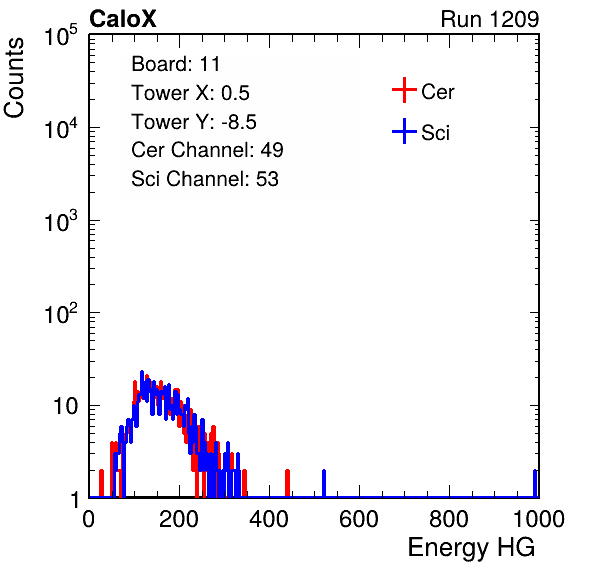 CaloX Run 1209
Counts
10^5
10^4
10^3
10^2
10
1
Board: 11
Tower X: 0.5
Tower Y: -8.5
Cer Channel: 49
Sci Channel: 53
Cer
Sci
0 200 400 600 800 1000
Energy HG